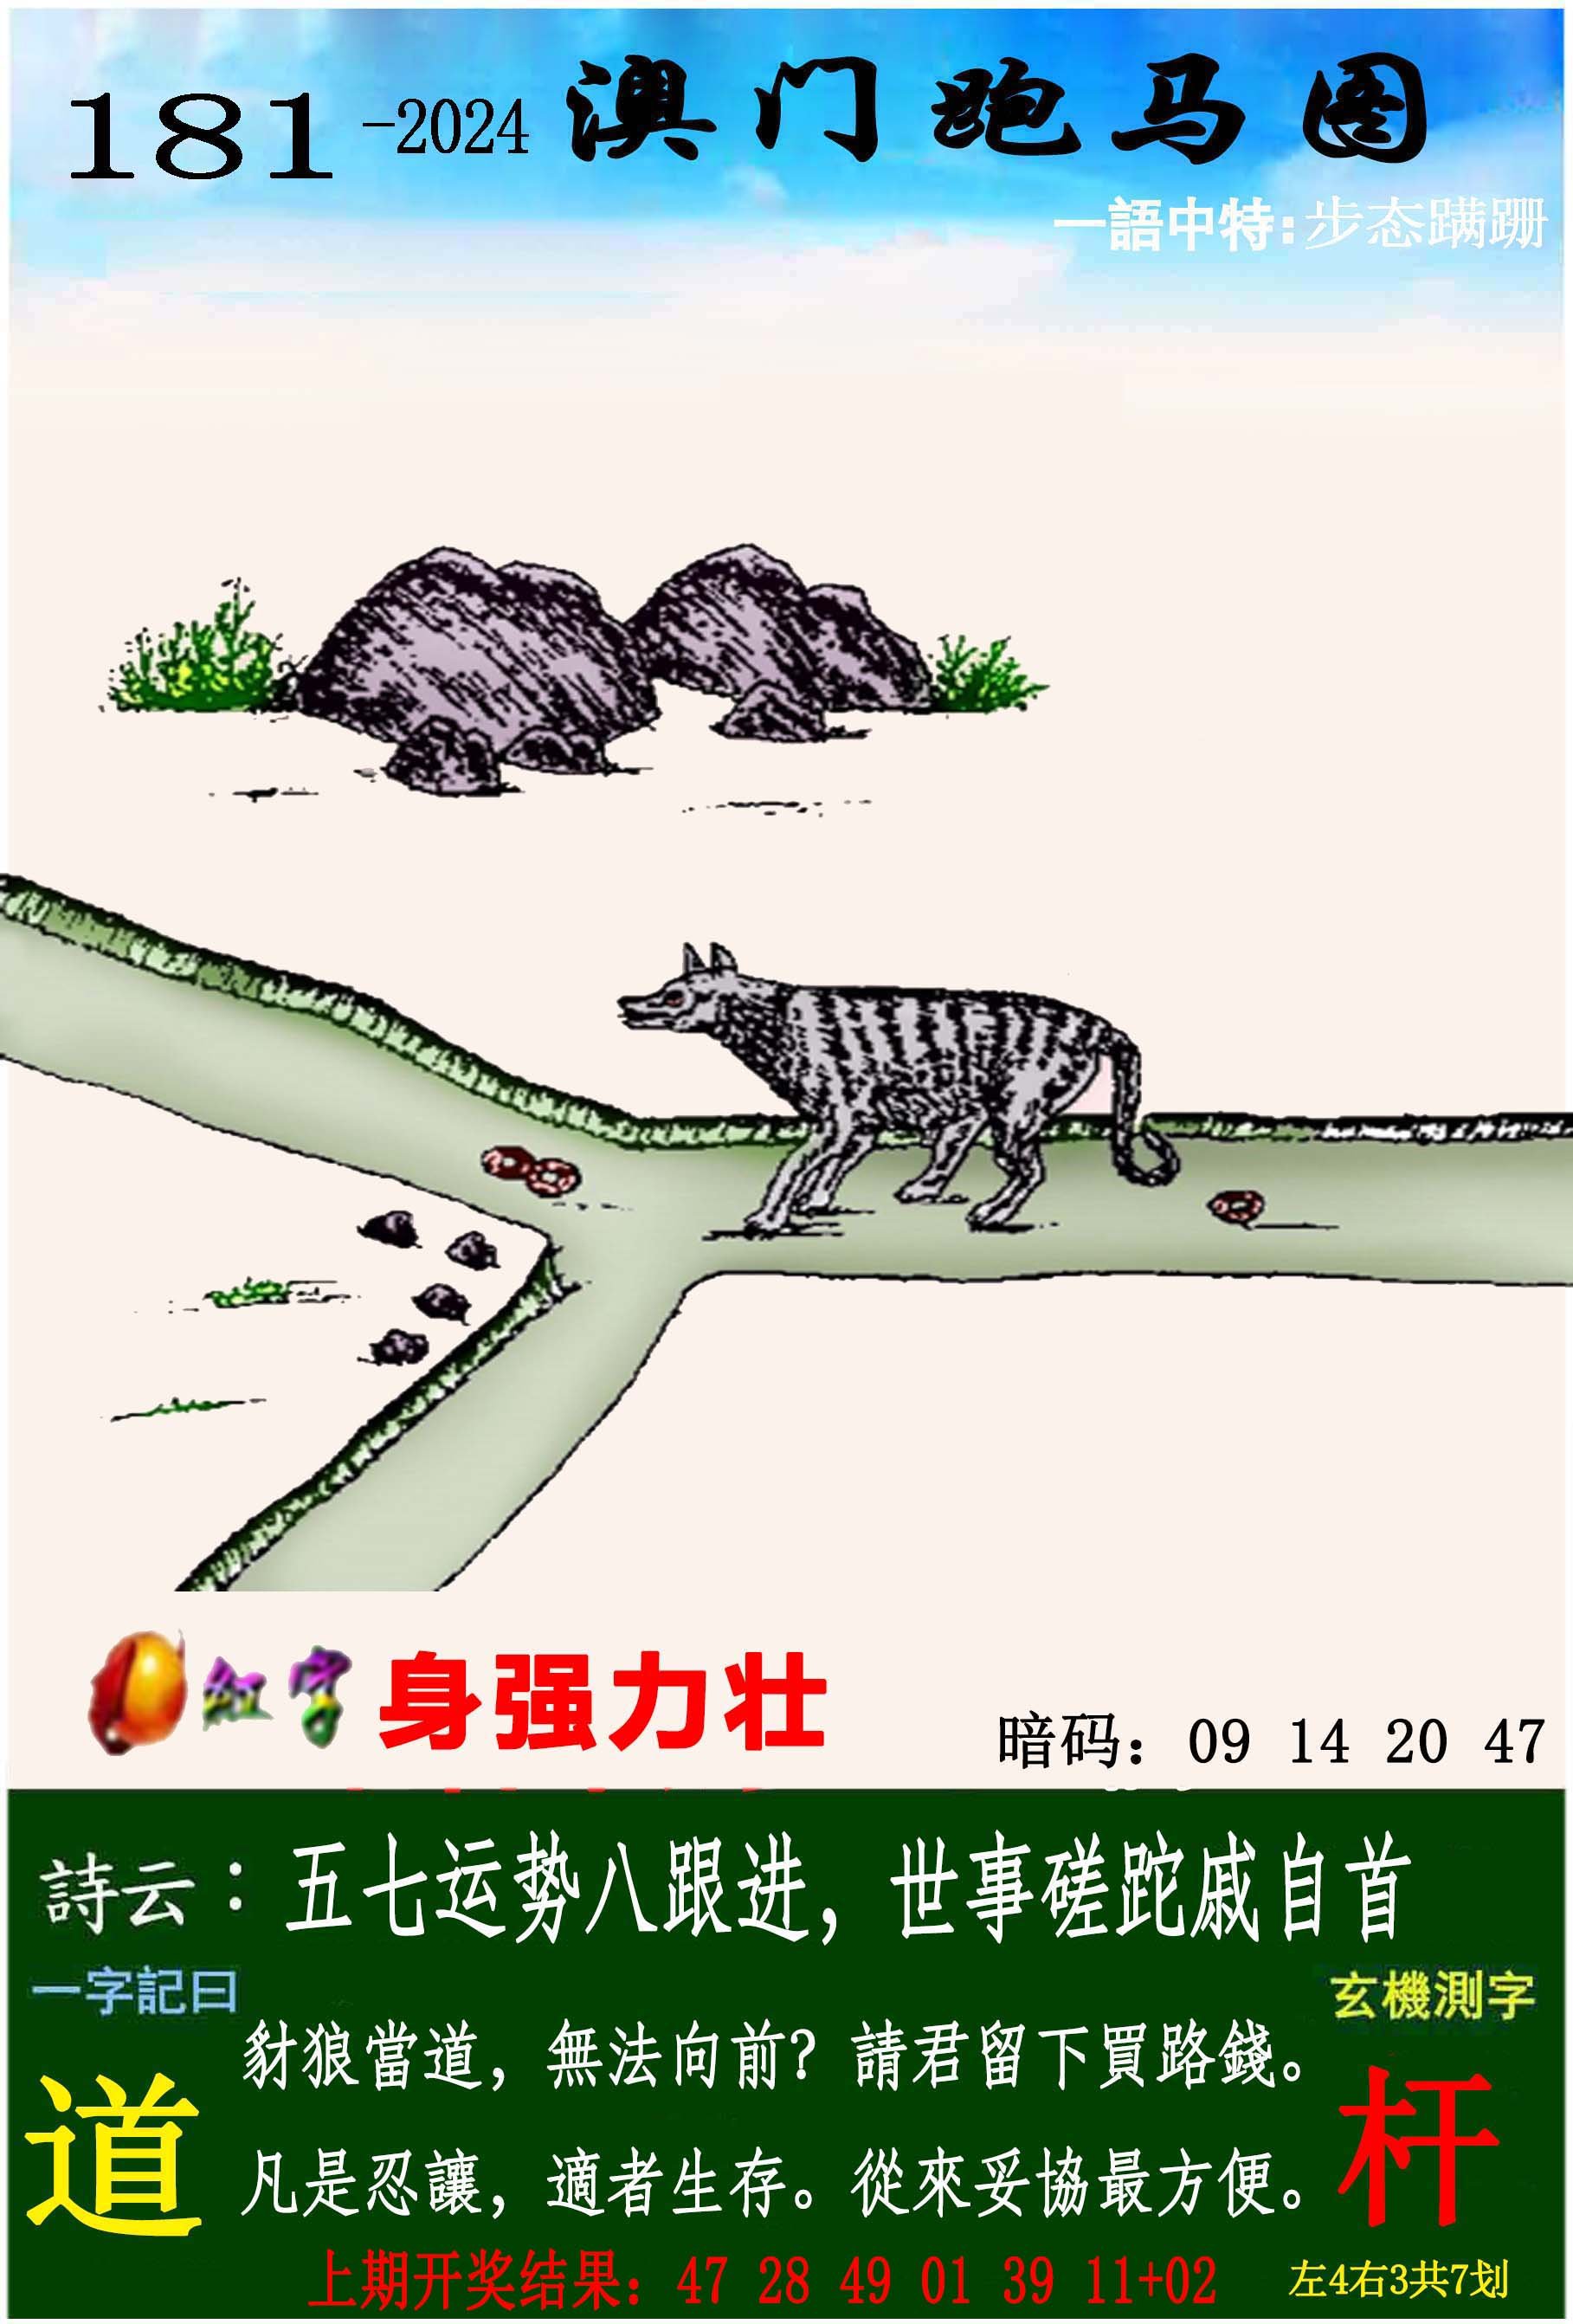 181-2024 澳门跑马图
一語中特:步态蹒跚
红字 身强力壮
暗码：09 14 20 47
詩云：五七运势八跟进，世事磋跎戚自首
一字記曰
玄機測字
豺狼當道，無法向前？請君留下買路錢。
道
杆
凡是忍讓，適者生存。從來妥協最方便。
上期开奖结果：47 28 49 01 39 11+02
左4右3共7划